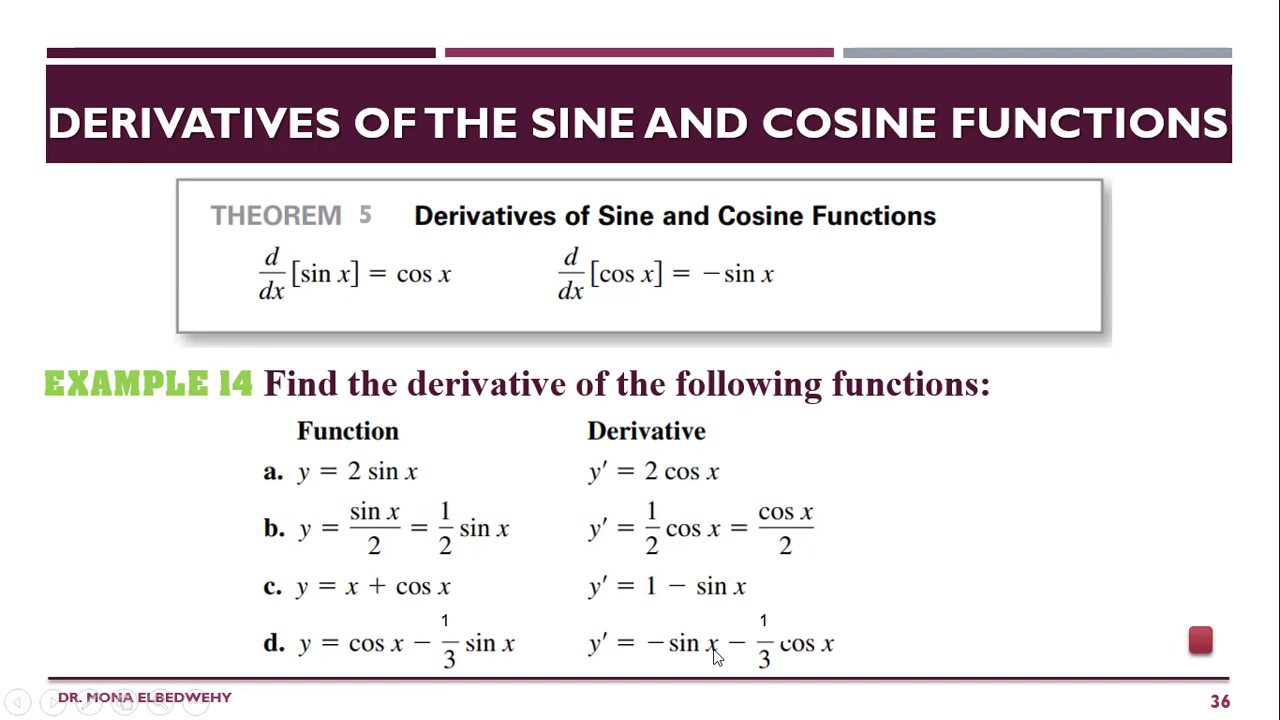 DERIVATIVES OF THE SINE AND COSINE FUNCTIONS
THEOREM 5 Derivatives of Sine and Cosine Functions
d/dx [sin x] = cos x d/dx [cos x] = −sin x
EXAMPLE 14 Find the derivative of the following functions:
Function Derivative
a. y = 2 sin x y′ = 2 cos x
b. y = sin x/2 = 1/2 sin x y′ = 1/2 cos x = cos x/2
c. y = x + cos x y′ = 1 − sin x
d. y = cos x − 1/3 sin x y′ = −sin x − 1/3 cos x
DR. MONA ELBEDWEHY 36